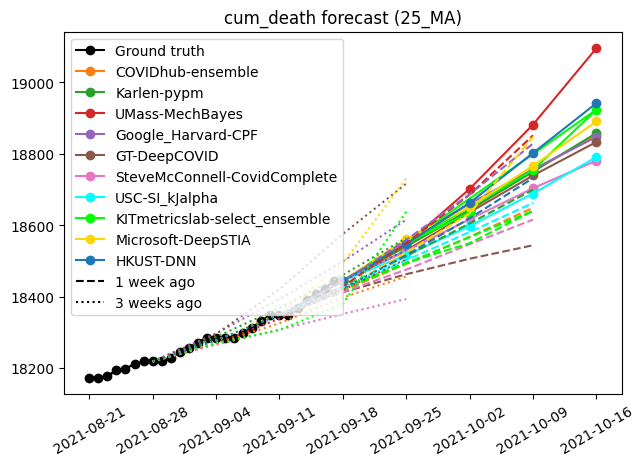 cum_death forecast (25_MA)
19000
18800
18600
18400
18200
Ground truth
COVIDhub-ensemble
Karlen-pypm
UMass-MechBayes
Google_Harvard-CPF
GT-DeepCOVID
SteveMcConnell-CovidComplete
USC-SI_kJalpha
KITmetricslab-select_ensemble
Microsoft-DeepSTIA
HKUST-DNN
1 week ago
3 weeks ago
2021-08-21
2021-08-28
2021-09-04
2021-09-11
2021-09-18
2021-09-25
2021-10-02
2021-10-09
2021-10-16